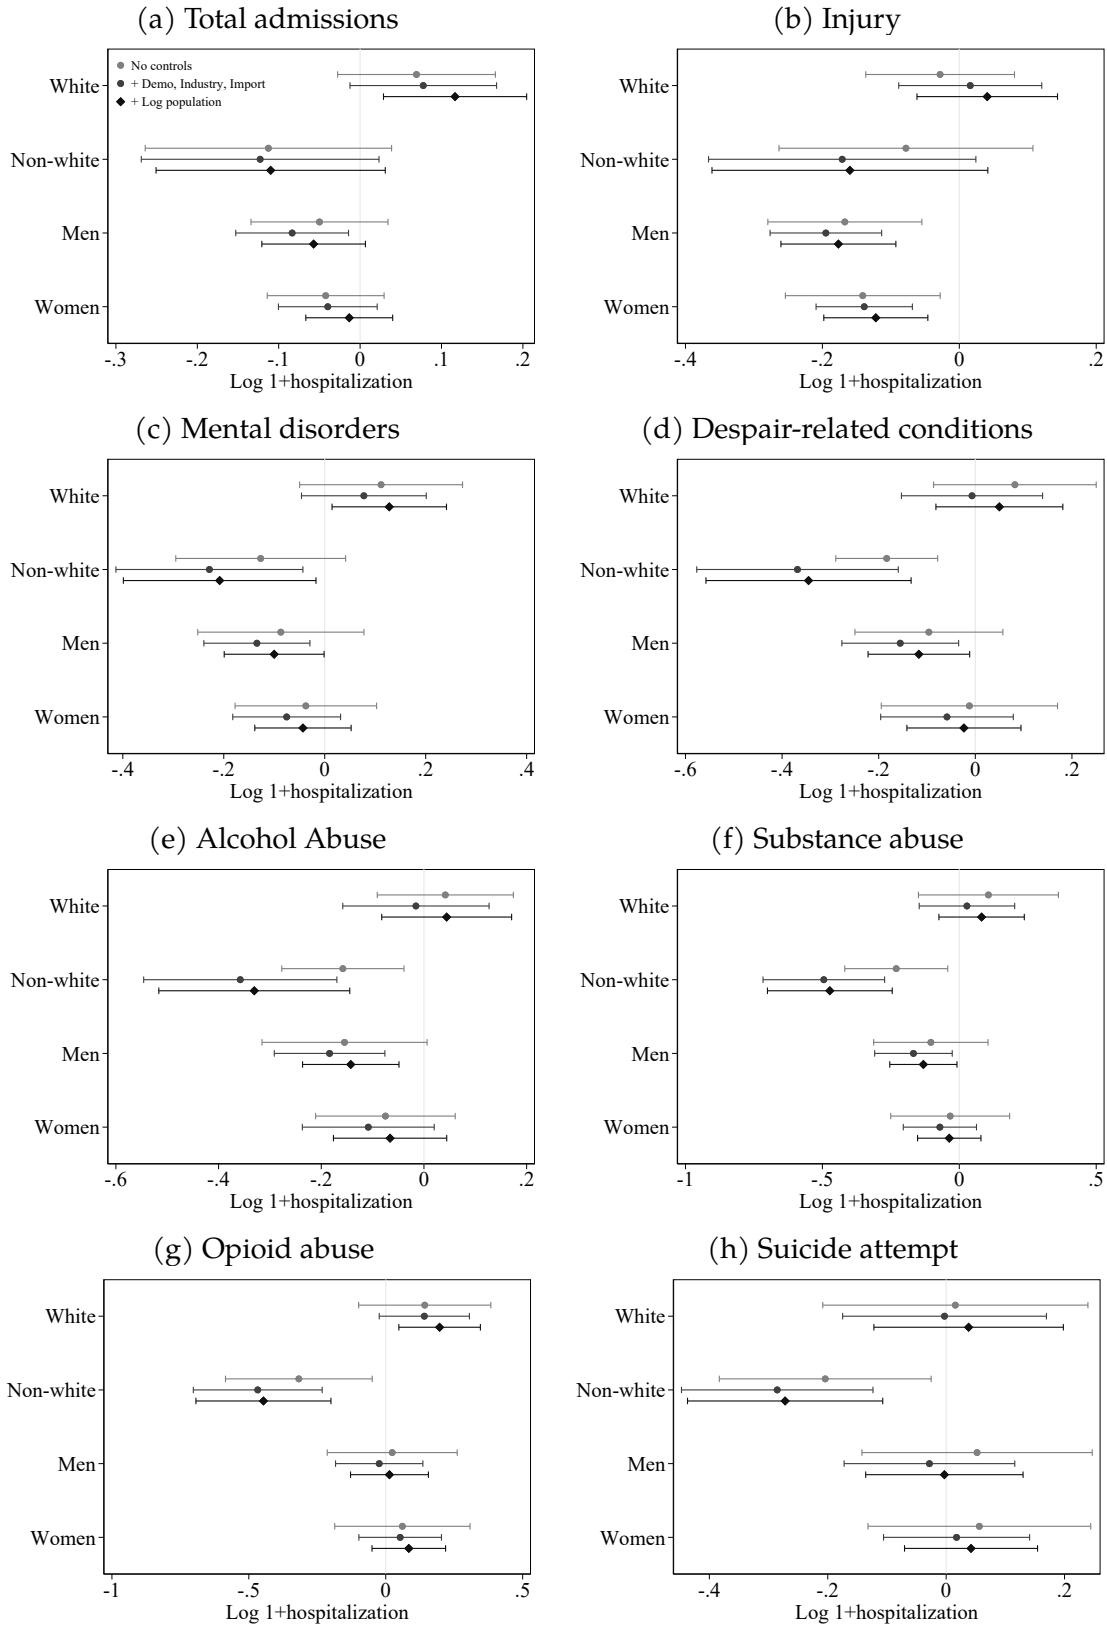 (a) Total admissions
No controls
+ Demo, Industry, Import
+ Log population
White
Non-white
Men
Women
-.3 -.2 -.1 0 .1 .2
Log 1+hospitalization
(b) Injury
White
Non-white
Men
Women
-.4 -.2 0 .2
Log 1+hospitalization
(c) Mental disorders
White
Non-white
Men
Women
-.4 -.2 0 .2 .4
Log 1+hospitalization
(d) Despair-related conditions
White
Non-white
Men
Women
-.6 -.4 -.2 0 .2
Log 1+hospitalization
(e) Alcohol Abuse
White
Non-white
Men
Women
-.6 -.4 -.2 0 .2
Log 1+hospitalization
(f) Substance abuse
White
Non-white
Men
Women
-1 -.5 0 .5
Log 1+hospitalization
(g) Opioid abuse
White
Non-white
Men
Women
-1 -.5 0 .5
Log 1+hospitalization
(h) Suicide attempt
White
Non-white
Men
Women
-.4 -.2 0 .2
Log 1+hospitalization